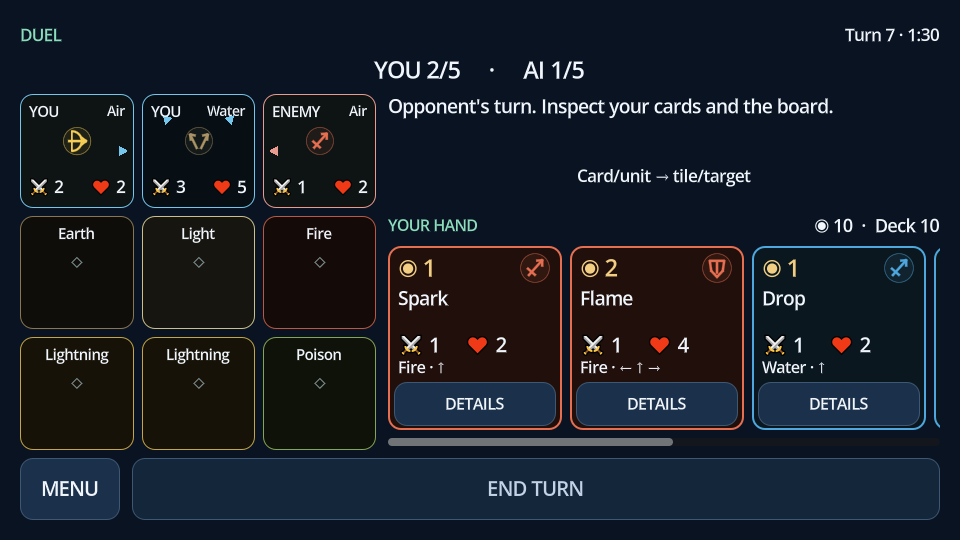 DUEL
Turn 7 · 1:30
YOU 2/5 · AI 1/5
YOU Air
2 2
YOU Water
3 5
ENEMY Air
1 2
Opponent's turn. Inspect your cards and the board.
Card/unit → tile/target
Earth
Light
Fire
Lightning
Lightning
Poison
YOUR HAND
10 · Deck 10
1
Spark
1 2
Fire · ↑
DETAILS
2
Flame
1 4
Fire · ← ↑ →
DETAILS
1
Drop
1 2
Water · ↑
DETAILS
MENU
END TURN